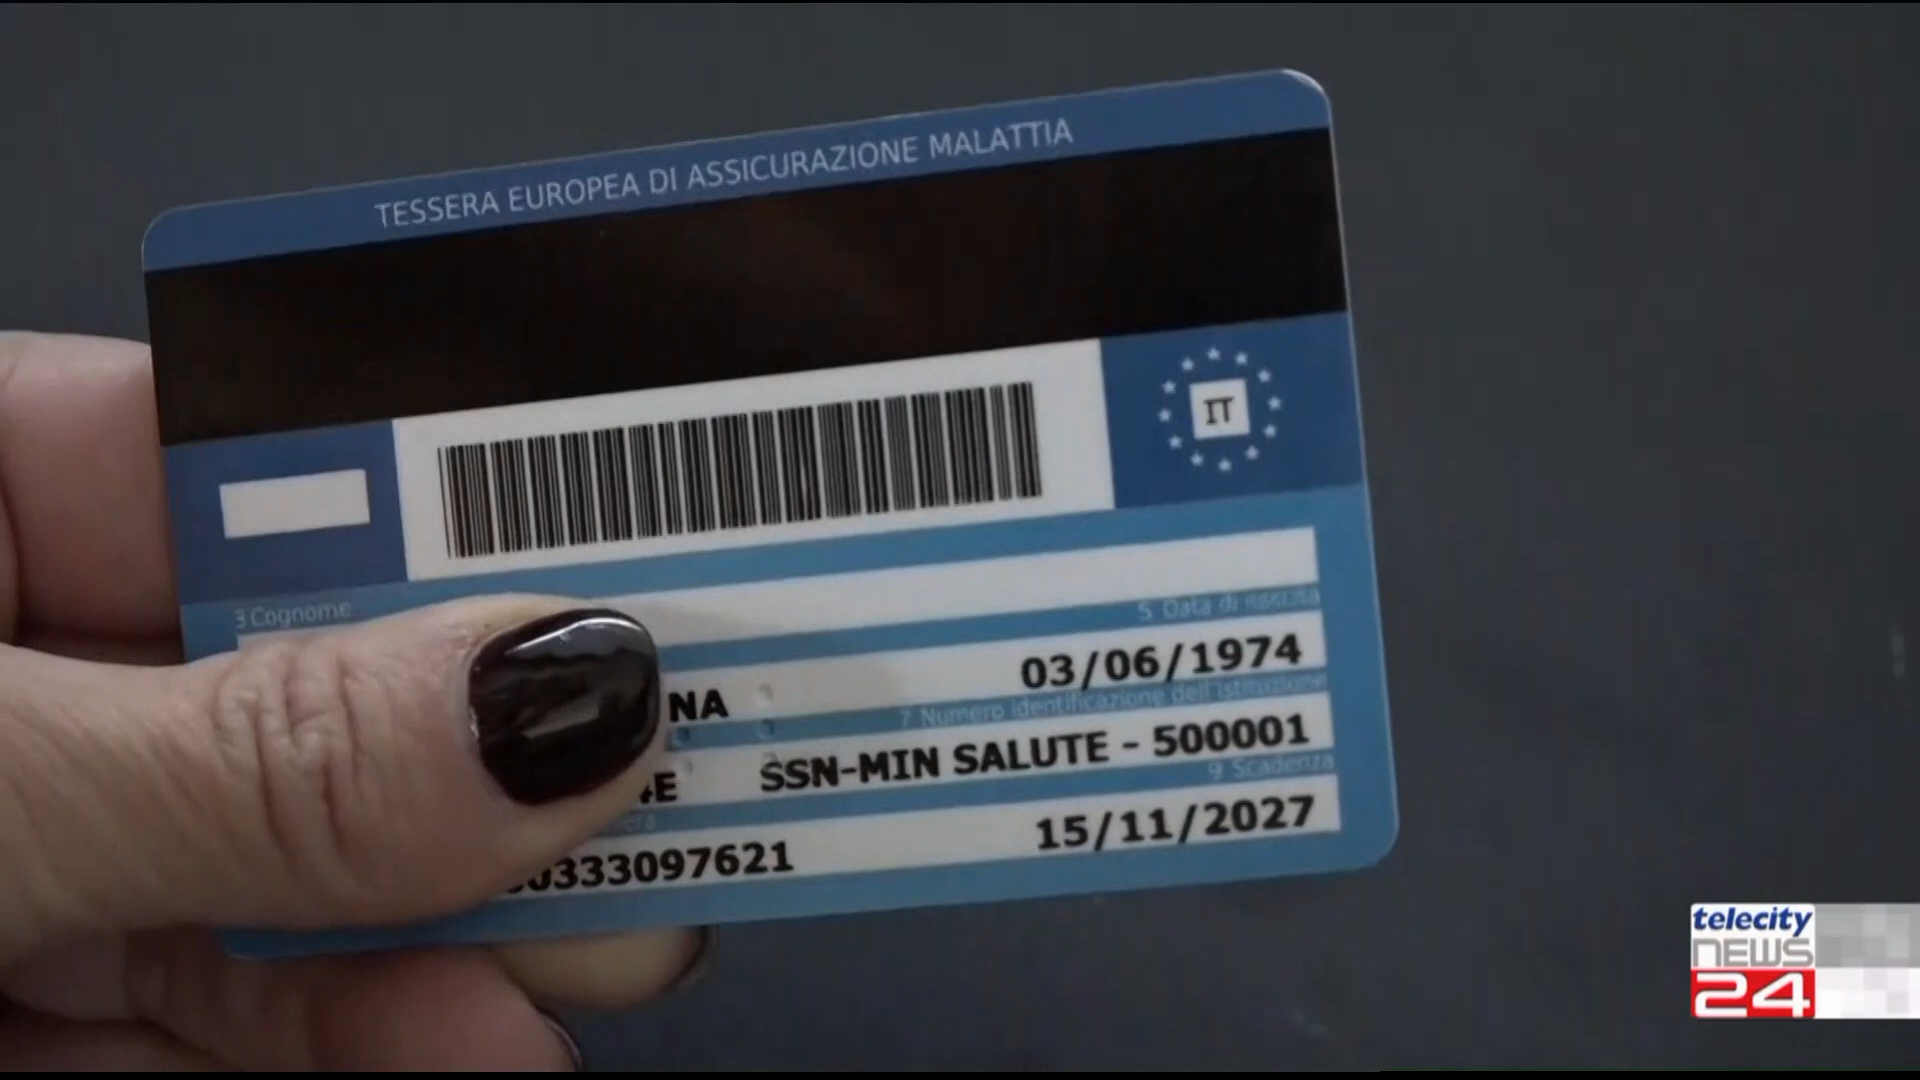 TESSERA EUROPEA DI ASSICURAZIONE MALATTIA
IT
3 Cognome
5 Data di nascita
NA
03/06/1974
7 Numero identificazione dell'istituzione
4E
SSN-MIN SALUTE - 500001
9 Scadenza
0333097621
15/11/2027
telecity
NEWS
24